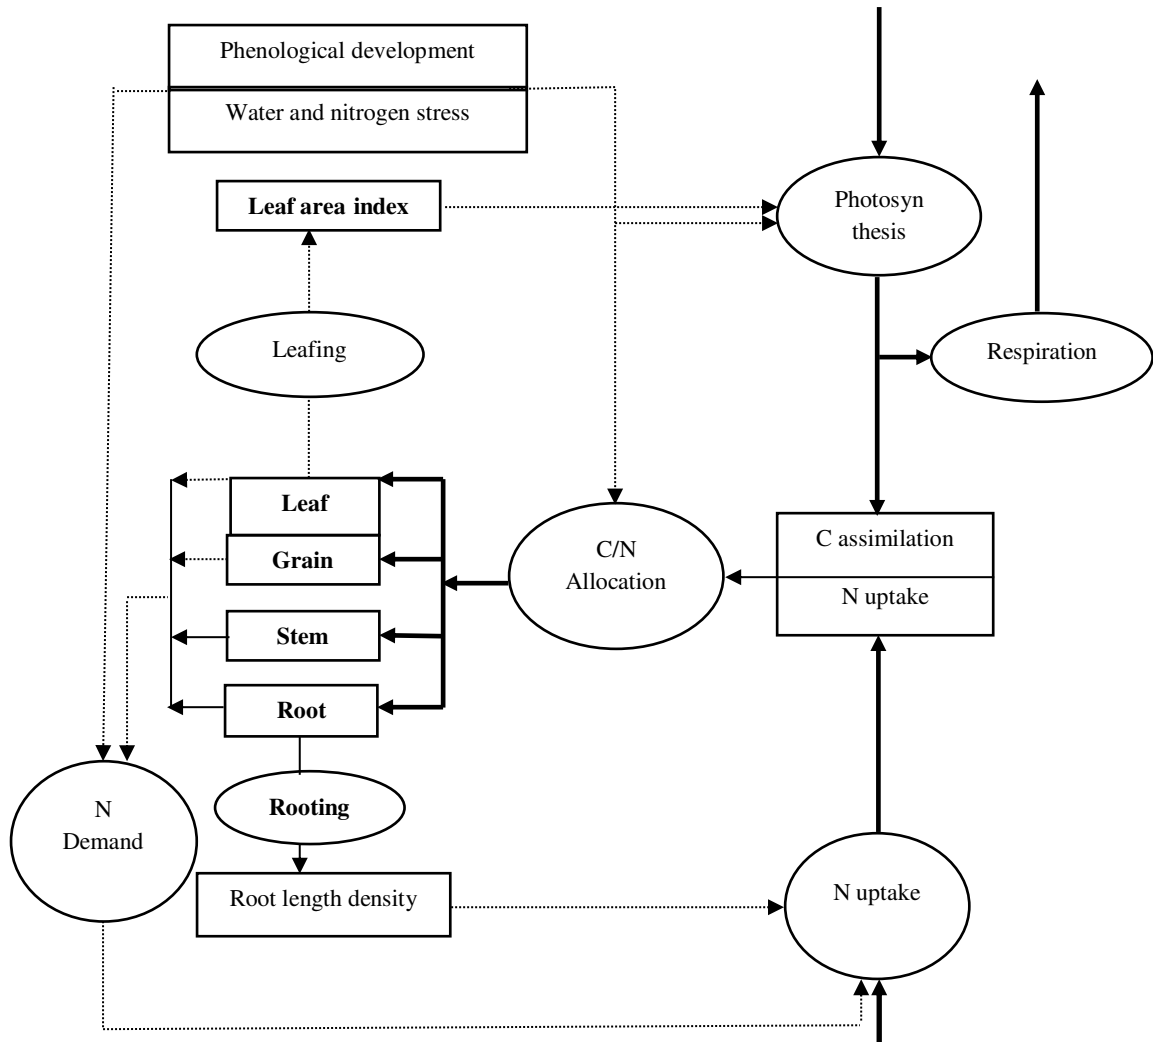 Phenological development
Water and nitrogen stress
Leaf area index
Photosyn
thesis
Leafing
Respiration
Leaf
Grain
Stem
Root
C/N
Allocation
C assimilation
N uptake
N
Demand
Rooting
Root length density
N uptake